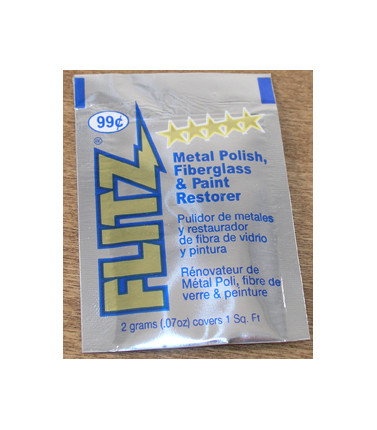 99¢
FLITZ®
Metal Polish,
Fiberglass
& Paint
Restorer
Pulidor de metales
y restaurador
de fibra de vidrio
y pintura
Rénovateur de
Métal Poli, fibre de
verre & peinture
2 grams (.07oz) covers 1 Sq. Ft